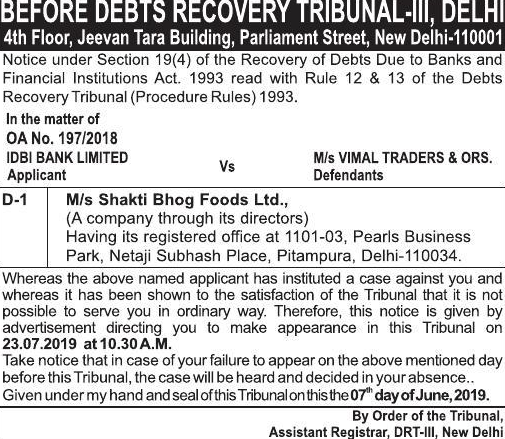 BEFORE DEBTS RECOVERY TRIBUNAL-III, DELHI
4th Floor, Jeevan Tara Building, Parliament Street, New Delhi-110001
Notice under Section 19(4) of the Recovery of Debts Due to Banks and
Financial Institutions Act. 1993 read with Rule 12 & 13 of the Debts
Recovery Tribunal (Procedure Rules) 1993.
In the matter of
OA No. 197/2018
IDBI BANK LIMITED Vs M/s VIMAL TRADERS & ORS.
Applicant Defendants
D-1 M/s Shakti Bhog Foods Ltd.,
(A company through its directors)
Having its registered office at 1101-03, Pearls Business
Park, Netaji Subhash Place, Pitampura, Delhi-110034.
Whereas the above named applicant has instituted a case against you and
whereas it has been shown to the satisfaction of the Tribunal that it is not
possible to serve you in ordinary way. Therefore, this notice is given by
advertisement directing you to make appearance in this Tribunal on
23.07.2019 at 10.30 A.M.
Take notice that in case of your failure to appear on the above mentioned day
before this Tribunal, the case will be heard and decided in your absence..
Given under my hand and seal of this Tribunal on this the 07th day of June, 2019.
By Order of the Tribunal,
Assistant Registrar, DRT-III, New Delhi